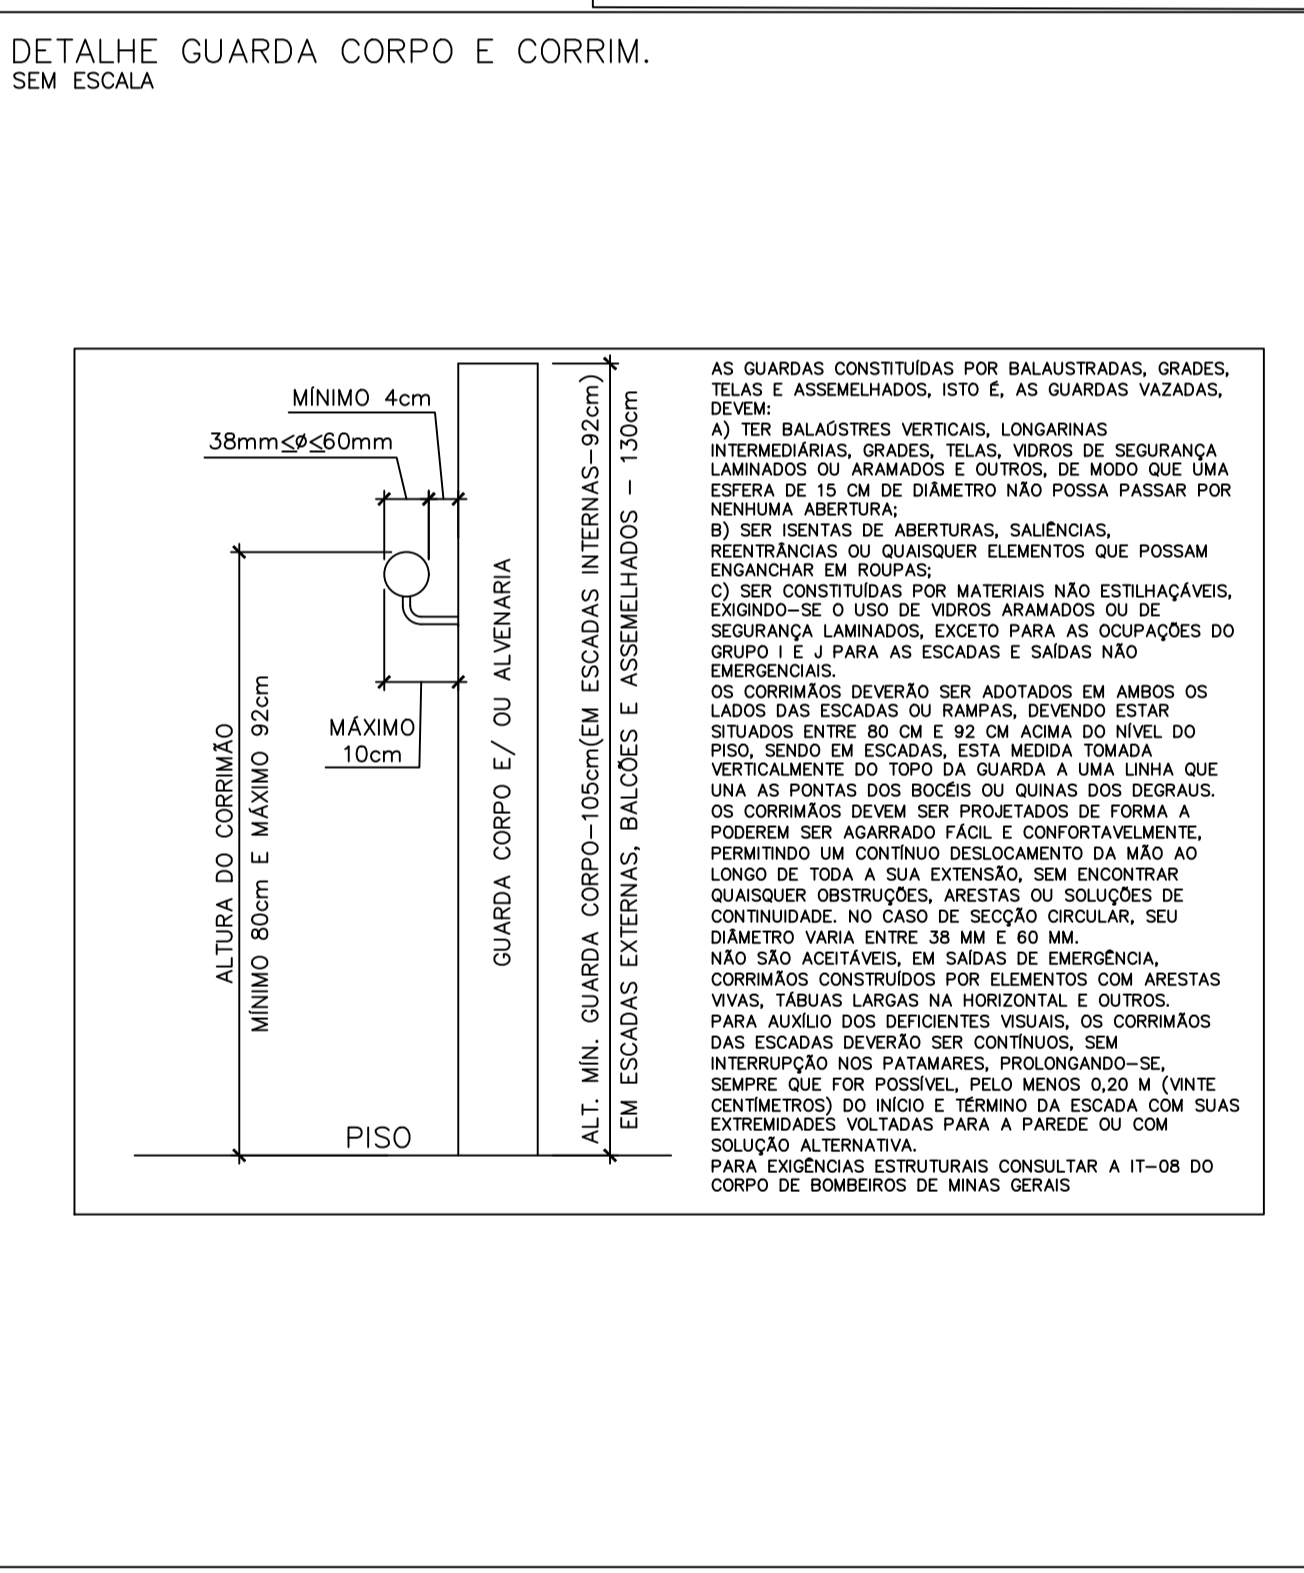 DETALHE GUARDA CORPO E CORRIM.
SEM ESCALA
MÍNIMO 4cm
38mm≤ø≤60mm
ALTURA DO CORRIMÃO
MÍNIMO 80cm E MÁXIMO 92cm
MÁXIMO
10cm
PISO
GUARDA CORPO E/ OU ALVENARIA
ALT. MÍN. GUARDA CORPO-105cm(EM ESCADAS INTERNAS-92cm)
EM ESCADAS EXTERNAS, BALCÕES E ASSEMELHADOS - 130cm
AS GUARDAS CONSTITUÍDAS POR BALAUSTRADAS, GRADES,
TELAS E ASSEMELHADOS, ISTO É, AS GUARDAS VAZADAS,
DEVEM:
A) TER BALAÚSTRES VERTICAIS, LONGARINAS
INTERMEDIÁRIAS, GRADES, TELAS, VIDROS DE SEGURANÇA
LAMINADOS OU ARAMADOS E OUTROS, DE MODO QUE UMA
ESFERA DE 15 CM DE DIÂMETRO NÃO POSSA PASSAR POR
NENHUMA ABERTURA;
B) SER ISENTAS DE ABERTURAS, SALIÊNCIAS,
REENTRÂNCIAS OU QUAISQUER ELEMENTOS QUE POSSAM
ENGANCHAR EM ROUPAS;
C) SER CONSTITUÍDAS POR MATERIAIS NÃO ESTILHAÇÁVEIS,
EXIGINDO-SE O USO DE VIDROS ARAMADOS OU DE
SEGURANÇA LAMINADOS, EXCETO PARA AS OCUPAÇÕES DO
GRUPO I E J PARA AS ESCADAS E SAÍDAS NÃO
EMERGENCIAIS.
OS CORRIMÃOS DEVERÃO SER ADOTADOS EM AMBOS OS
LADOS DAS ESCADAS OU RAMPAS, DEVENDO ESTAR
SITUADOS ENTRE 80 CM E 92 CM ACIMA DO NÍVEL DO
PISO, SENDO EM ESCADAS, ESTA MEDIDA TOMADA
VERTICALMENTE DO TOPO DA GUARDA A UMA LINHA QUE
UNA AS PONTAS DOS BOCÉIS OU QUINAS DOS DEGRAUS.
OS CORRIMÃOS DEVEM SER PROJETADOS DE FORMA A
PODEREM SER AGARRADO FÁCIL E CONFORTAVELMENTE,
PERMITINDO UM CONTÍNUO DESLOCAMENTO DA MÃO AO
LONGO DE TODA A SUA EXTENSÃO, SEM ENCONTRAR
QUAISQUER OBSTRUÇÕES, ARESTAS OU SOLUÇÕES DE
CONTINUIDADE. NO CASO DE SECÇÃO CIRCULAR, SEU
DIÂMETRO VARIA ENTRE 38 MM E 60 MM.
NÃO SÃO ACEITÁVEIS, EM SAÍDAS DE EMERGÊNCIA,
CORRIMÃOS CONSTRUÍDOS POR ELEMENTOS COM ARESTAS
VIVAS, TÁBUAS LARGAS NA HORIZONTAL E OUTROS.
PARA AUXÍLIO DOS DEFICIENTES VISUAIS, OS CORRIMÃOS
DAS ESCADAS DEVERÃO SER CONTÍNUOS, SEM
INTERRUPÇÃO NOS PATAMARES, PROLONGANDO-SE,
SEMPRE QUE FOR POSSÍVEL, PELO MENOS 0,20 M (VINTE
CENTÍMETROS) DO INÍCIO E TÉRMINO DA ESCADA COM SUAS
EXTREMIDADES VOLTADAS PARA A PAREDE OU COM
SOLUÇÃO ALTERNATIVA.
PARA EXIGÊNCIAS ESTRUTURAIS CONSULTAR A IT-08 DO
CORPO DE BOMBEIROS DE MINAS GERAIS